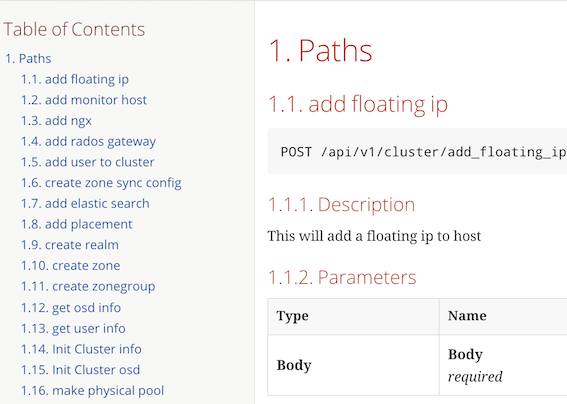 Table of Contents
1. Paths
1.1. add floating ip
1.2. add monitor host
1.3. add ngx
1.4. add rados gateway
1.5. add user to cluster
1.6. create zone sync config
1.7. add elastic search
1.8. add placement
1.9. create realm
1.10. create zone
1.11. create zonegroup
1.12. get osd info
1.13. get user info
1.14. Init Cluster info
1.15. Init Cluster osd
1.16. make physical pool
1. Paths
1.1. add floating ip
POST /api/v1/cluster/add_floating_ip
1.1.1. Description
This will add a floating ip to host
1.1.2. Parameters
Type Name
Body Body
required